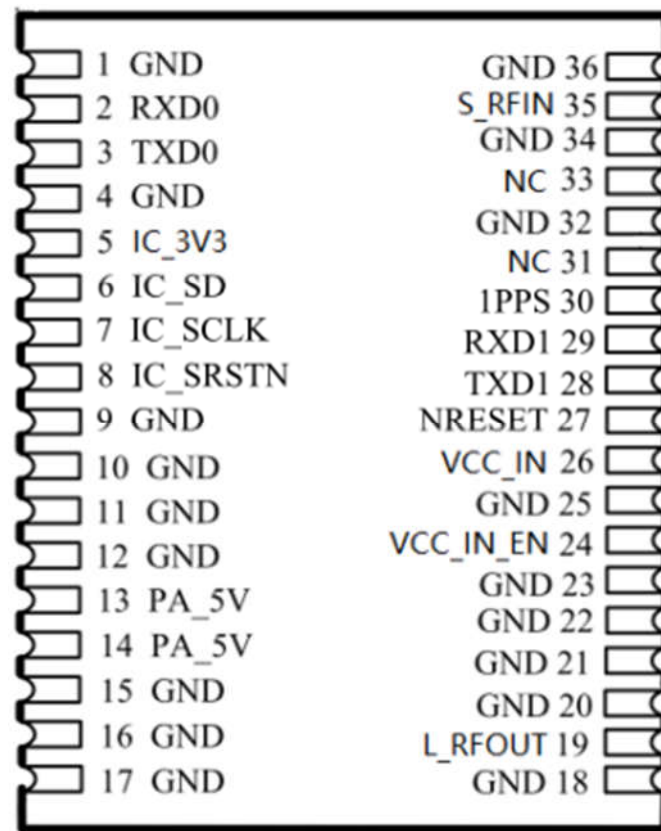 1 GND
2 RXD0
3 TXD0
4 GND
5 IC_3V3
6 IC_SD
7 IC_SCLK
8 IC_SRSTN
9 GND
10 GND
11 GND
12 GND
13 PA_5V
14 PA_5V
15 GND
16 GND
17 GND
GND 36
S_RFIN 35
GND 34
NC 33
GND 32
NC 31
1PPS 30
RXD1 29
TXD1 28
NRESET 27
VCC_IN 26
GND 25
VCC_IN_EN 24
GND 23
GND 22
GND 21
GND 20
L_RFOUT 19
GND 18